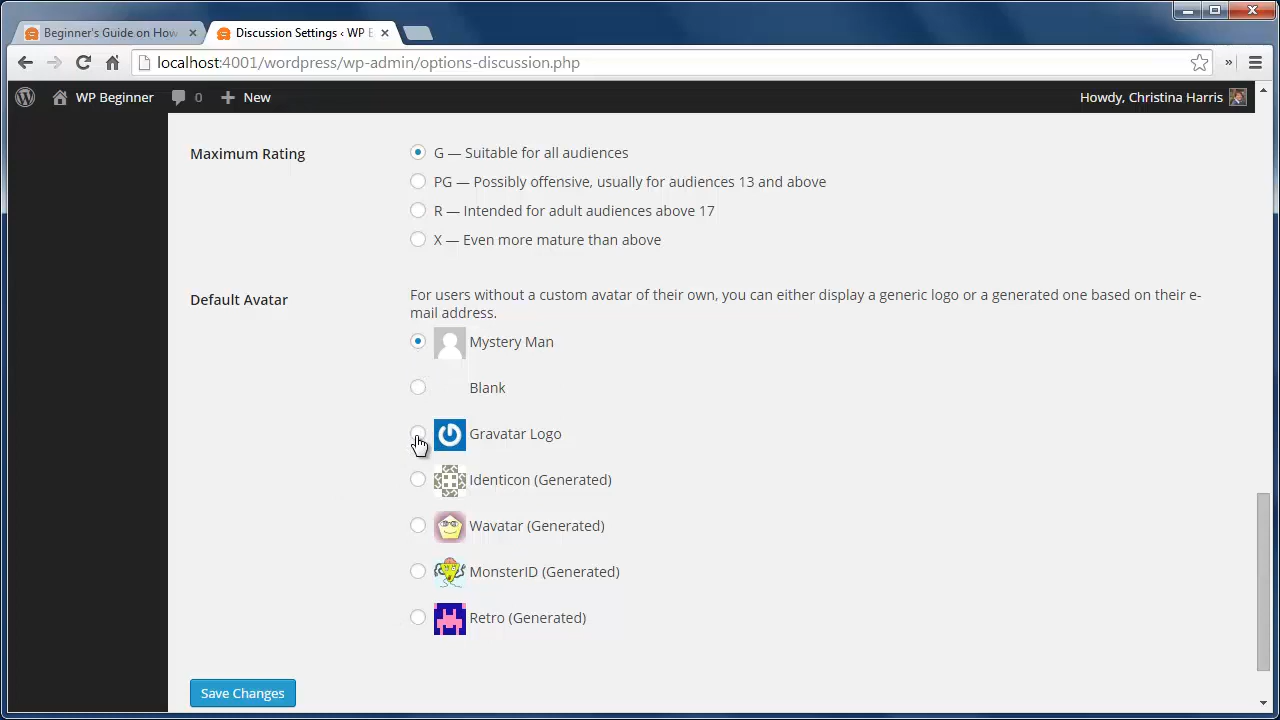 Beginner's Guide on How
Discussion Settings ‹ WP B
localhost:4001/wordpress/wp-admin/options-discussion.php
»
WP Beginner 0 New
Howdy, Christina Harris
Maximum Rating
G — Suitable for all audiences
PG — Possibly offensive, usually for audiences 13 and above
R — Intended for adult audiences above 17
X — Even more mature than above
Default Avatar
For users without a custom avatar of their own, you can either display a generic logo or a generated one based on their e-
mail address.
Mystery Man
Blank
Gravatar Logo
Identicon (Generated)
Wavatar (Generated)
MonsterID (Generated)
Retro (Generated)
Save Changes